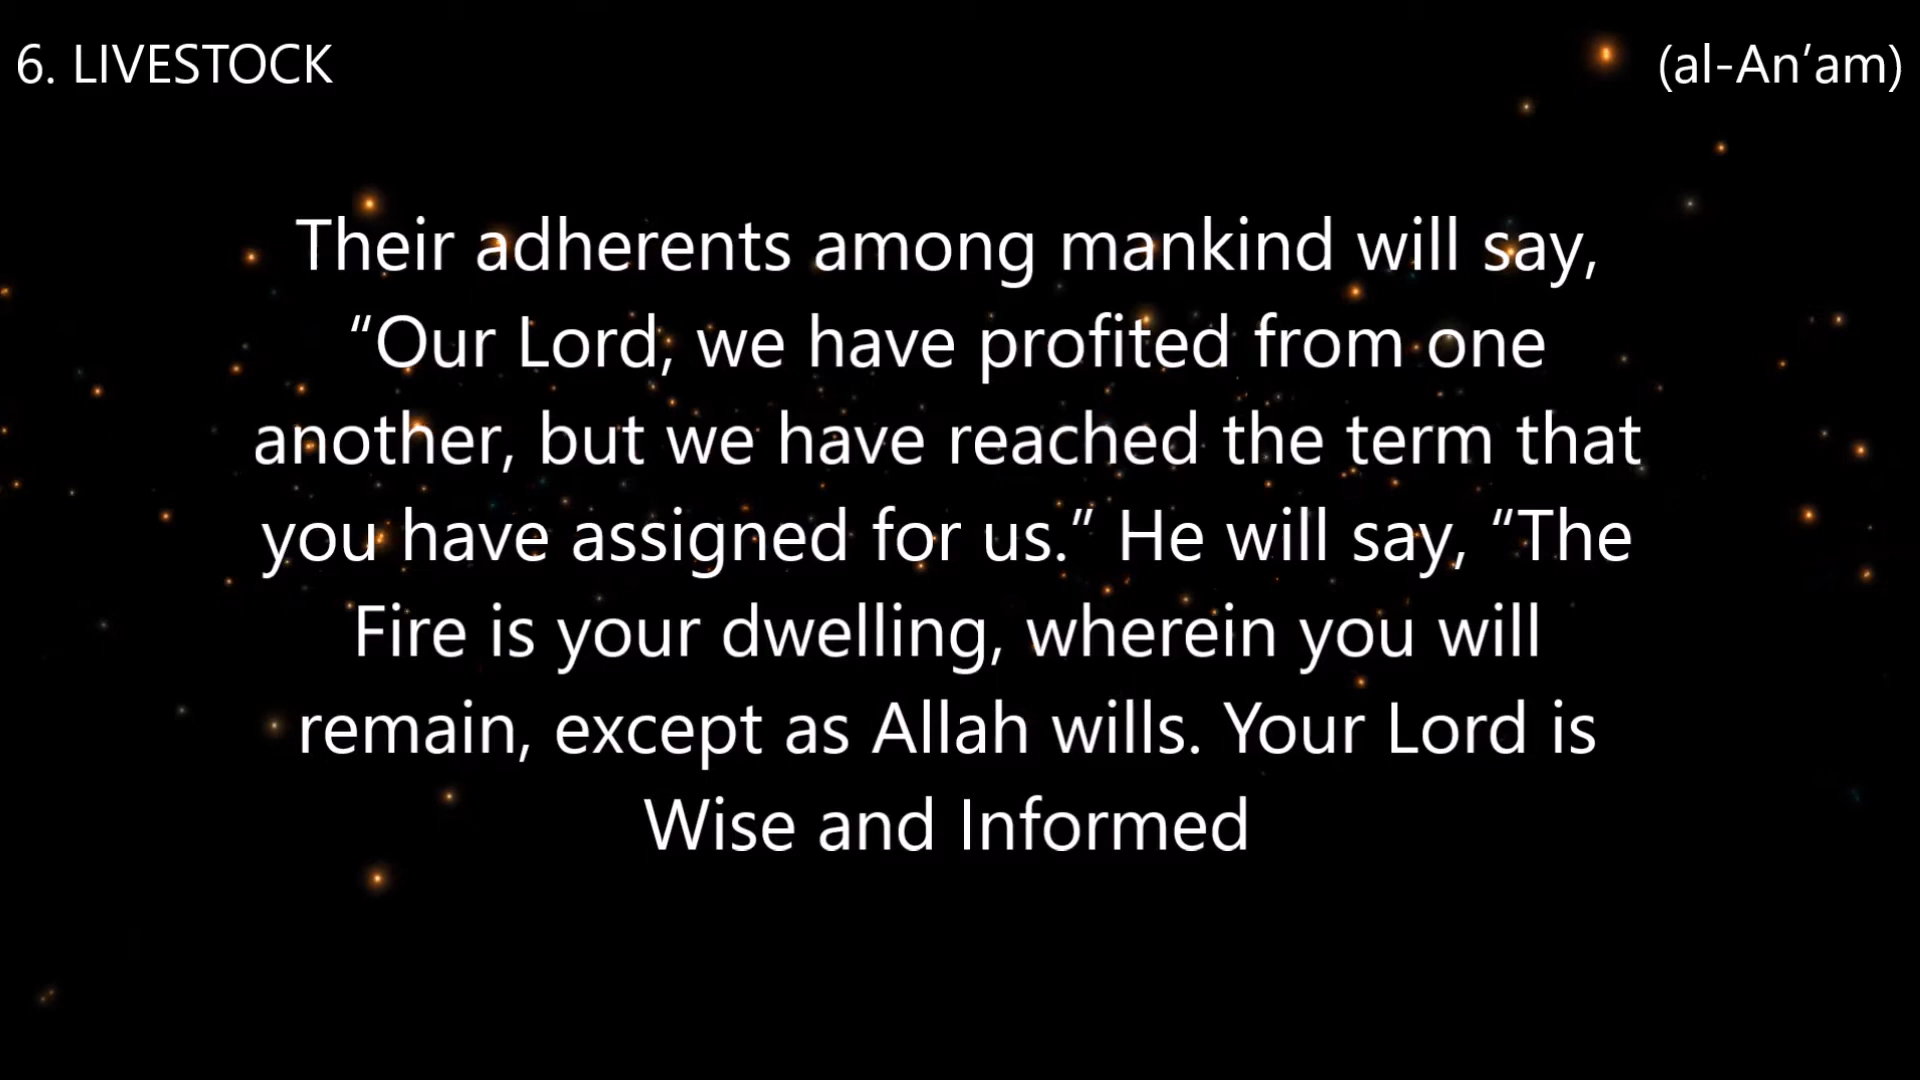 6. LIVESTOCK
(al-An’am)
Their adherents among mankind will say,
“Our Lord, we have profited from one
another, but we have reached the term that
you have assigned for us.” He will say, “The
Fire is your dwelling, wherein you will
remain, except as Allah wills. Your Lord is
Wise and Informed